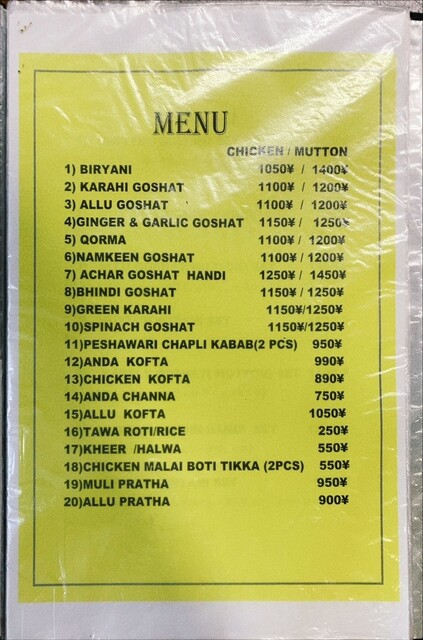 MENU
CHICKEN / MUTTON
1) BIRYANI 1050¥ / 1400¥
2) KARAHI GOSHAT 1100¥ / 1200¥
3) ALLU GOSHAT 1100¥ / 1200¥
4)GINGER & GARLIC GOSHAT 1150¥ / 1250¥
5) QORMA 1100¥ / 1200¥
6)NAMKEEN GOSHAT 1100¥ / 1200¥
7) ACHAR GOSHAT HANDI 1250¥ / 1450¥
8)BHINDI GOSHAT 1150¥ / 1250¥
9)GREEN KARAHI 1150¥/1250¥
10)SPINACH GOSHAT 1150¥/1250¥
11)PESHAWARI CHAPLI KABAB(2 PCS) 950¥
12)ANDA KOFTA 990¥
13)CHICKEN KOFTA 890¥
14)ANDA CHANNA 750¥
15)ALLU KOFTA 1050¥
16)TAWA ROTI/RICE 250¥
17)KHEER /HALWA 550¥
18)CHICKEN MALAI BOTI TIKKA (2PCS) 550¥
19)MULI PRATHA 950¥
20)ALLU PRATHA 900¥